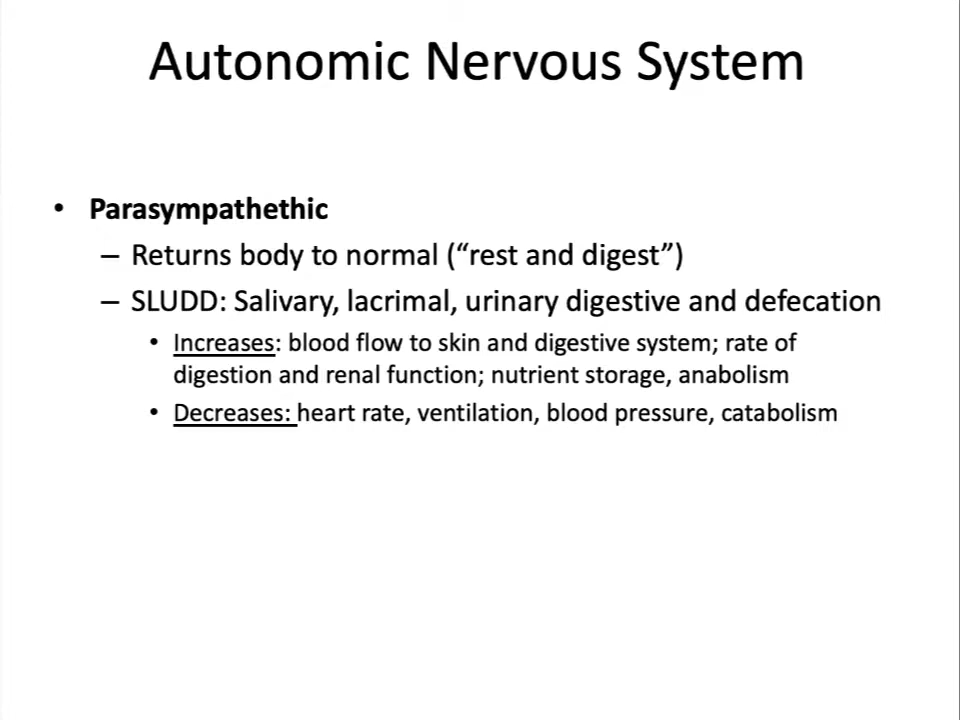 Autonomic Nervous System
• Parasympathethic
– Returns body to normal (“rest and digest”)
– SLUDD: Salivary, lacrimal, urinary digestive and defecation
• Increases: blood flow to skin and digestive system; rate of
digestion and renal function; nutrient storage, anabolism
• Decreases: heart rate, ventilation, blood pressure, catabolism